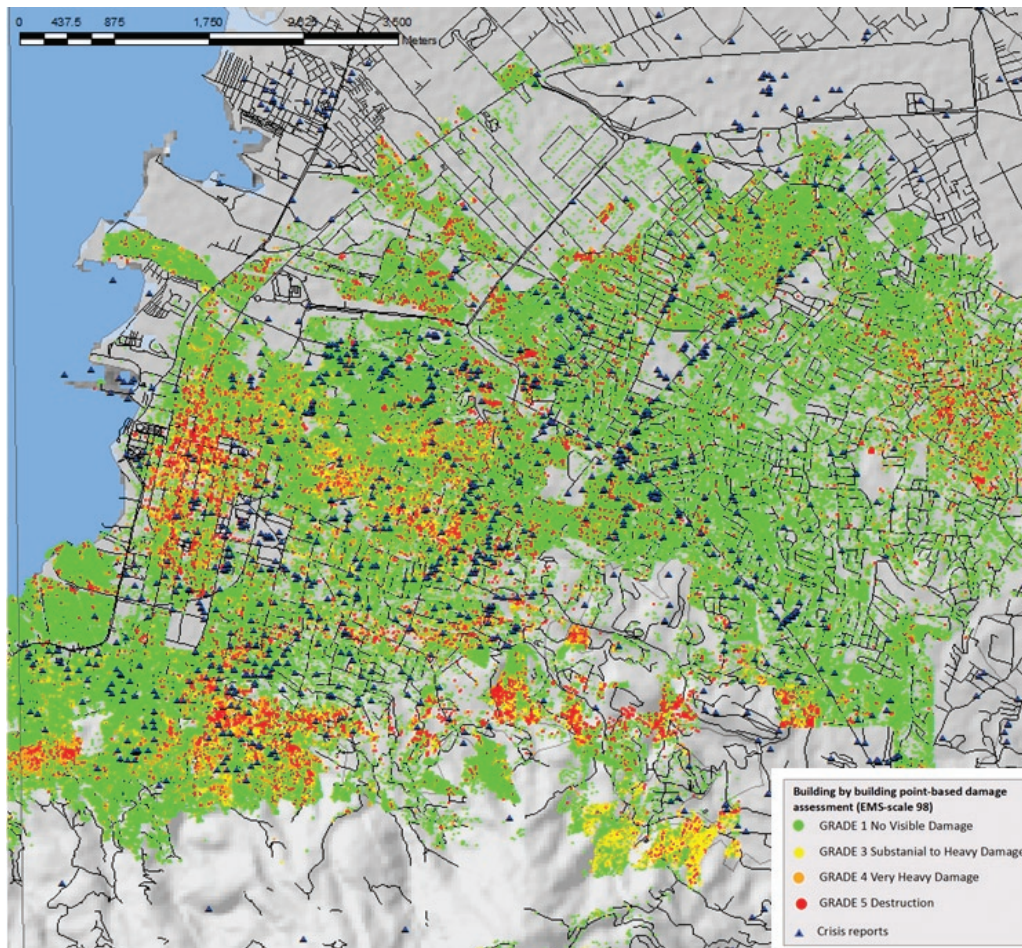 0 437.5 875 1,750 2,625 3,500
Meters
Building by building point-based damage
assessment (EMS-scale 98)
GRADE 1 No Visible Damage
GRADE 3 Substanial to Heavy Damage
GRADE 4 Very Heavy Damage
GRADE 5 Destruction
Crisis reports